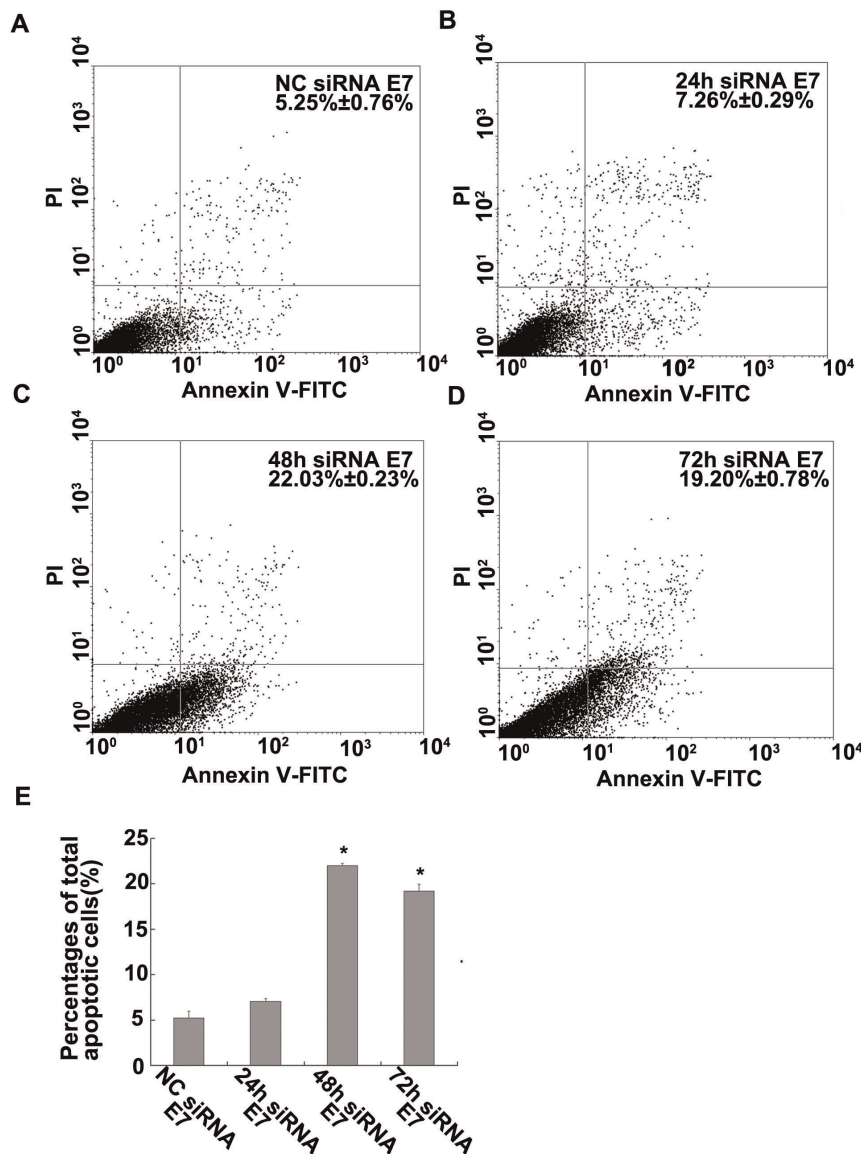 A
NC siRNA E7
5.25%±0.76%
PI
10⁴
10³
10²
10¹
10⁰
10⁰ 10¹ 10² 10³ 10⁴
Annexin V-FITC
B
24h siRNA E7
7.26%±0.29%
PI
10⁴
10³
10²
10¹
10⁰
10⁰ 10¹ 10² 10³ 10⁴
Annexin V-FITC
C
48h siRNA E7
22.03%±0.23%
PI
10⁴
10³
10²
10¹
10⁰
10⁰ 10¹ 10² 10³ 10⁴
Annexin V-FITC
D
72h siRNA E7
19.20%±0.78%
PI
10⁴
10³
10²
10¹
10⁰
10⁰ 10¹ 10² 10³ 10⁴
Annexin V-FITC
E
Percentages of total
apoptotic cells(%)
25
20
15
10
5
0
*
*
NC siRNA
E7
24h siRNA
E7
48h siRNA
E7
72h siRNA
E7